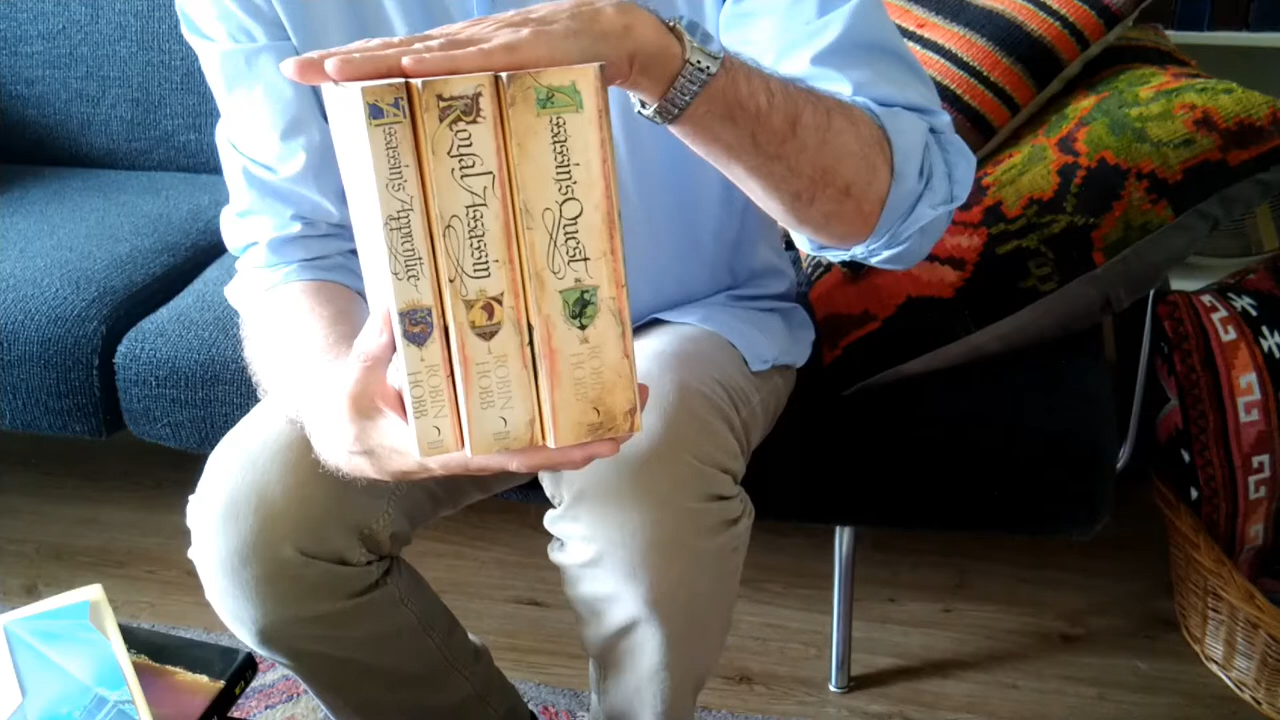 Assassin's Apprentice
ROBIN
HOBB
Royal Assassin
ROBIN
HOBB
Assassin's Quest
ROBIN
HOBB